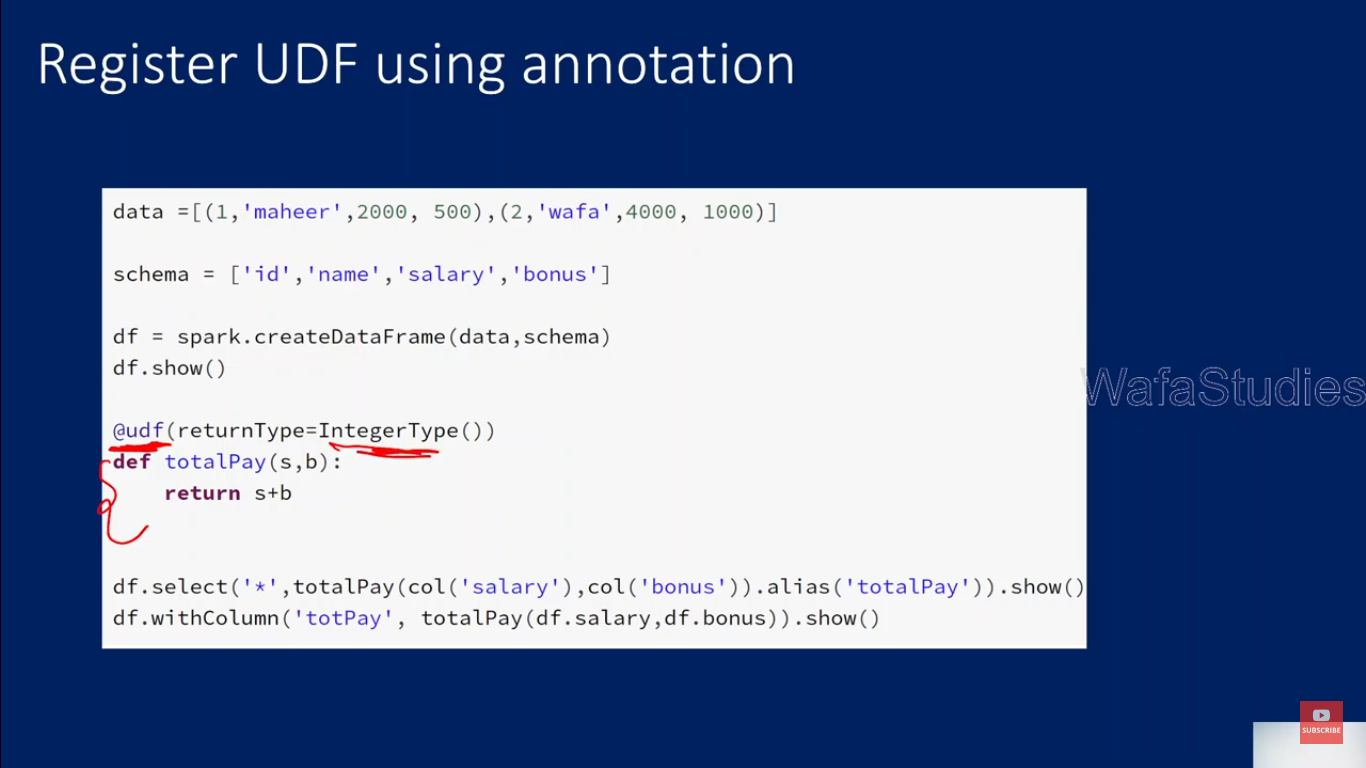 Register UDF using annotation
data =[(1,'maheer',2000, 500),(2,'wafa',4000, 1000)]
schema = ['id','name','salary','bonus']
df = spark.createDataFrame(data,schema)
df.show()
WafaStudies
@udf(returnType=IntegerType())
def totalPay(s,b):
    return s+b
df.select('*',totalPay(col('salary'),col('bonus')).alias('totalPay')).show()
df.withColumn('totPay', totalPay(df.salary,df.bonus)).show()
SUBSCRIBE